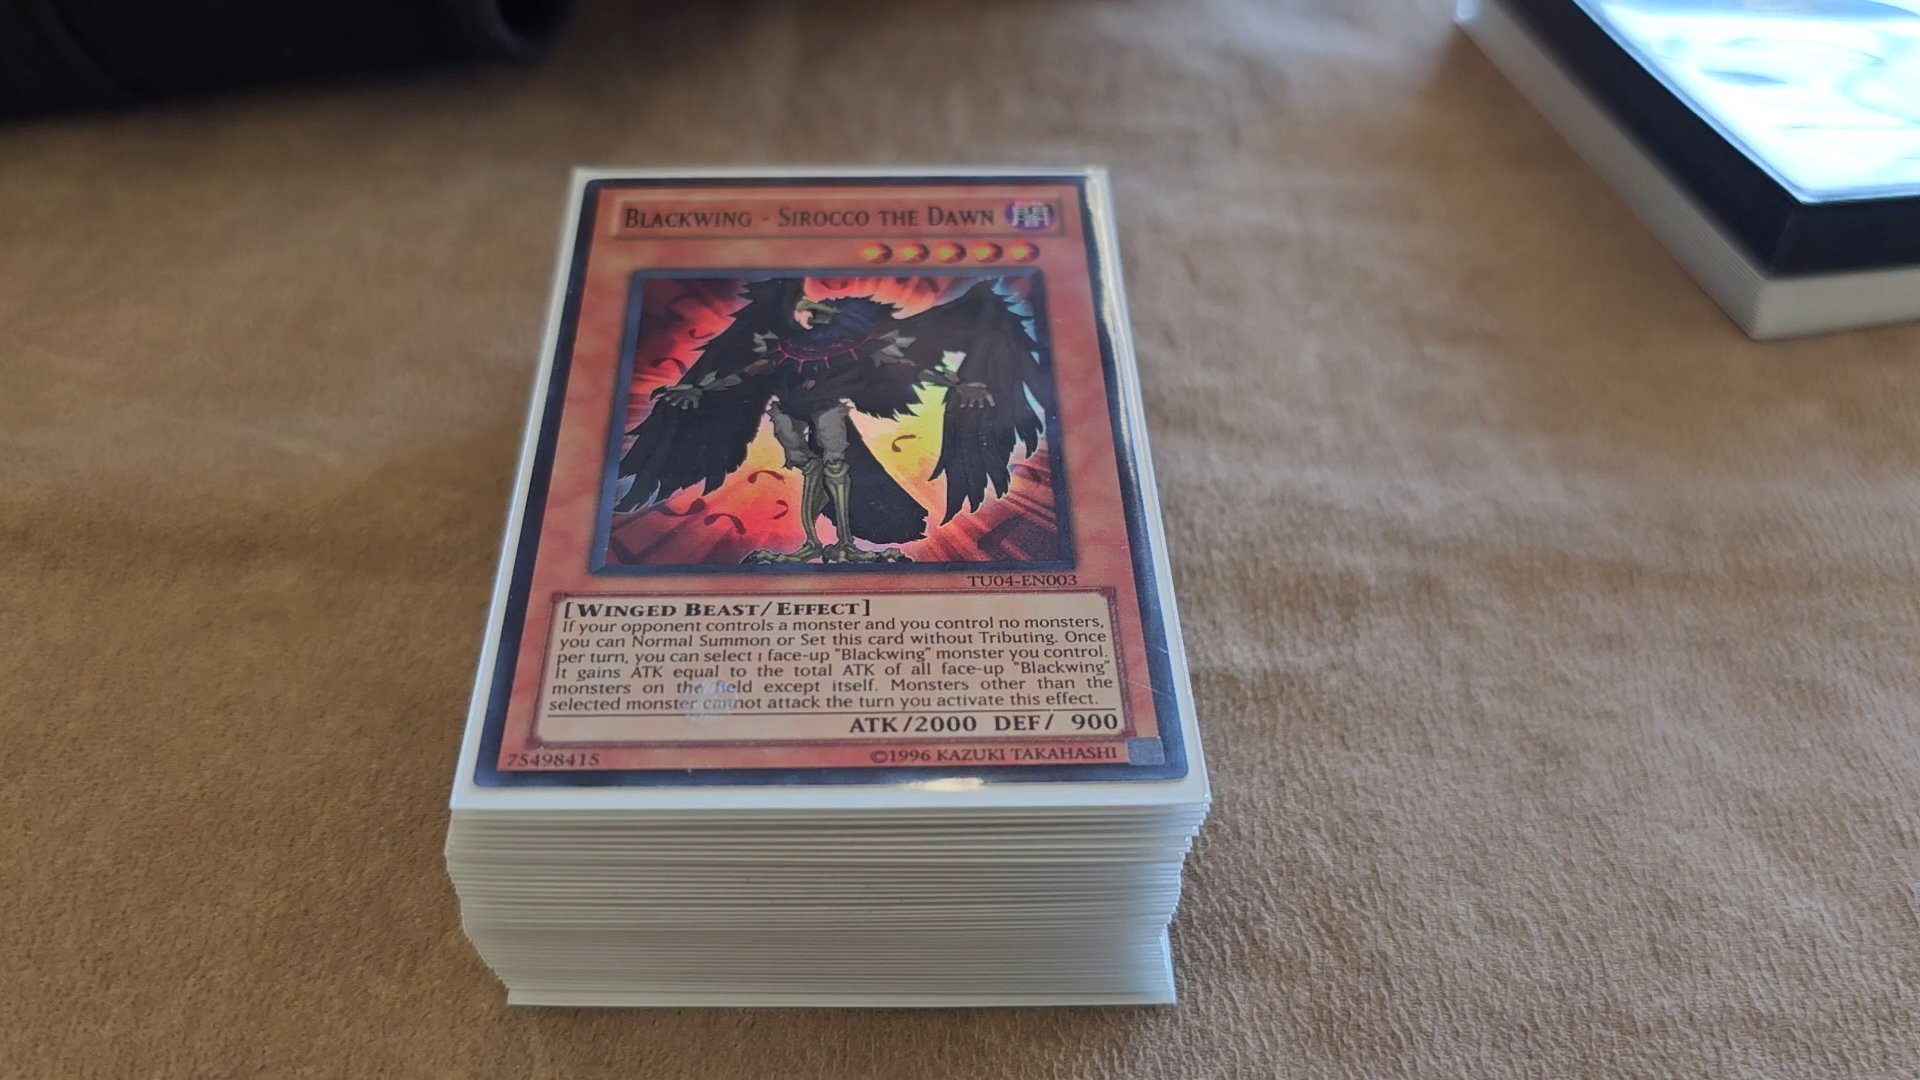 BLACKWING - SIROCCO THE DAWN 闇
TU04-EN003
[WINGED BEAST/EFFECT]
If your opponent controls a monster and you control no monsters,
you can Normal Summon or Set this card without Tributing. Once
per turn, you can select 1 face-up "Blackwing" monster you control.
It gains ATK equal to the total ATK of all face-up "Blackwing"
monsters on the field except itself. Monsters other than the
selected monster cannot attack the turn you activate this effect.
ATK/2000 DEF/ 900
75498415 ©1996 KAZUKI TAKAHASHI